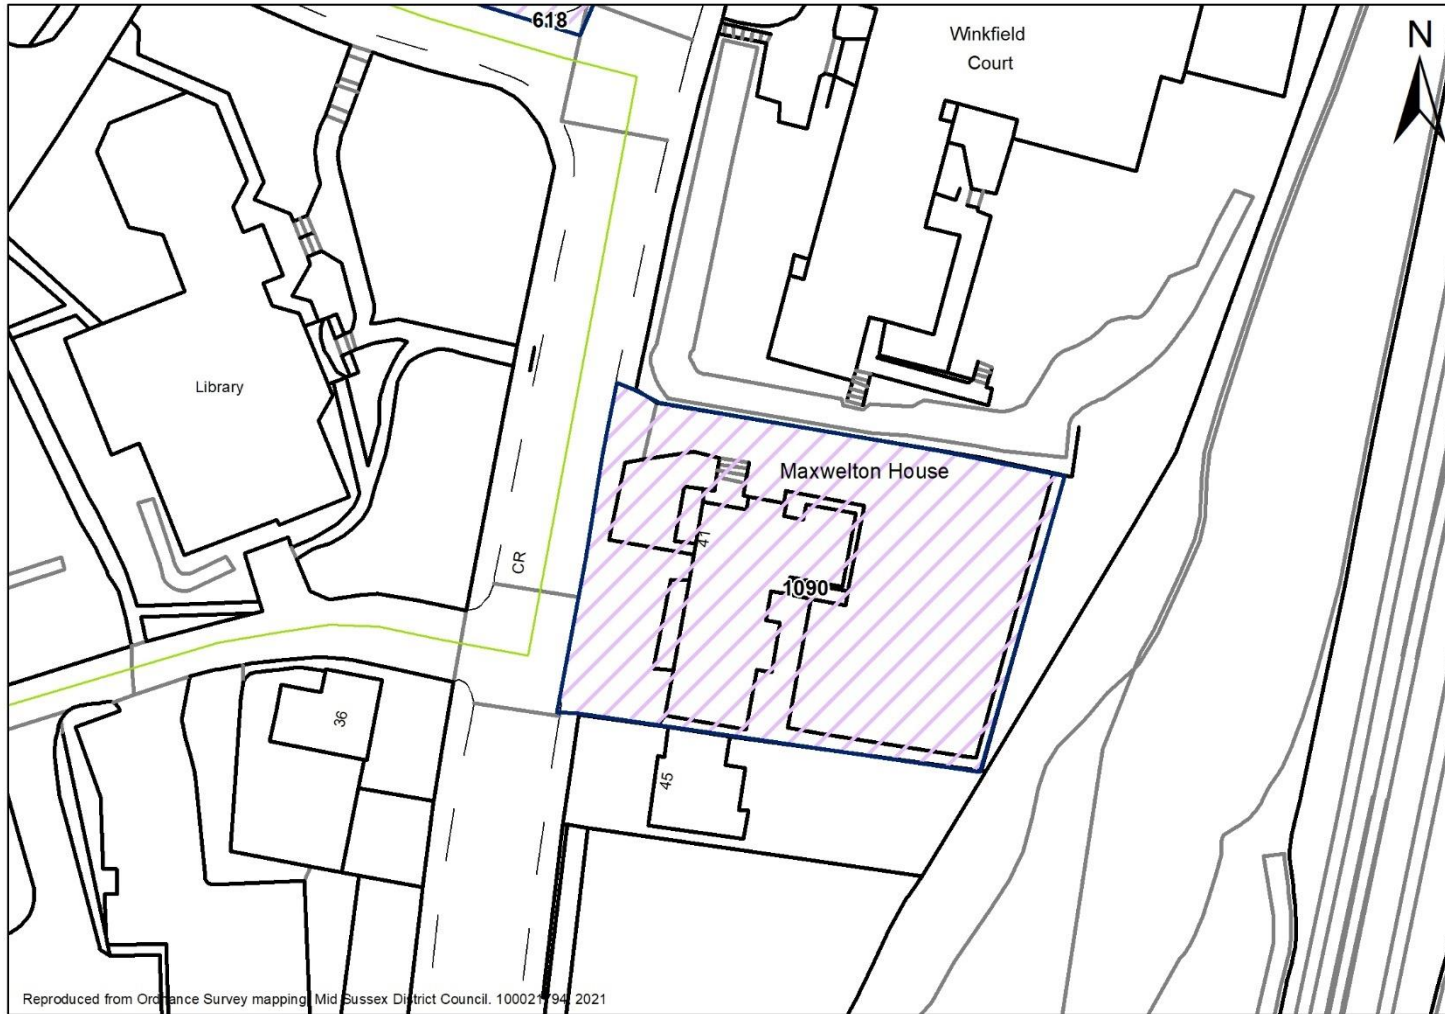 618
Winkfield
Court
N
Library
Maxwelton House
41
1090
CR
36
45
Reproduced from Ordnance Survey mapping Mid Sussex District Council. 100021794 2021